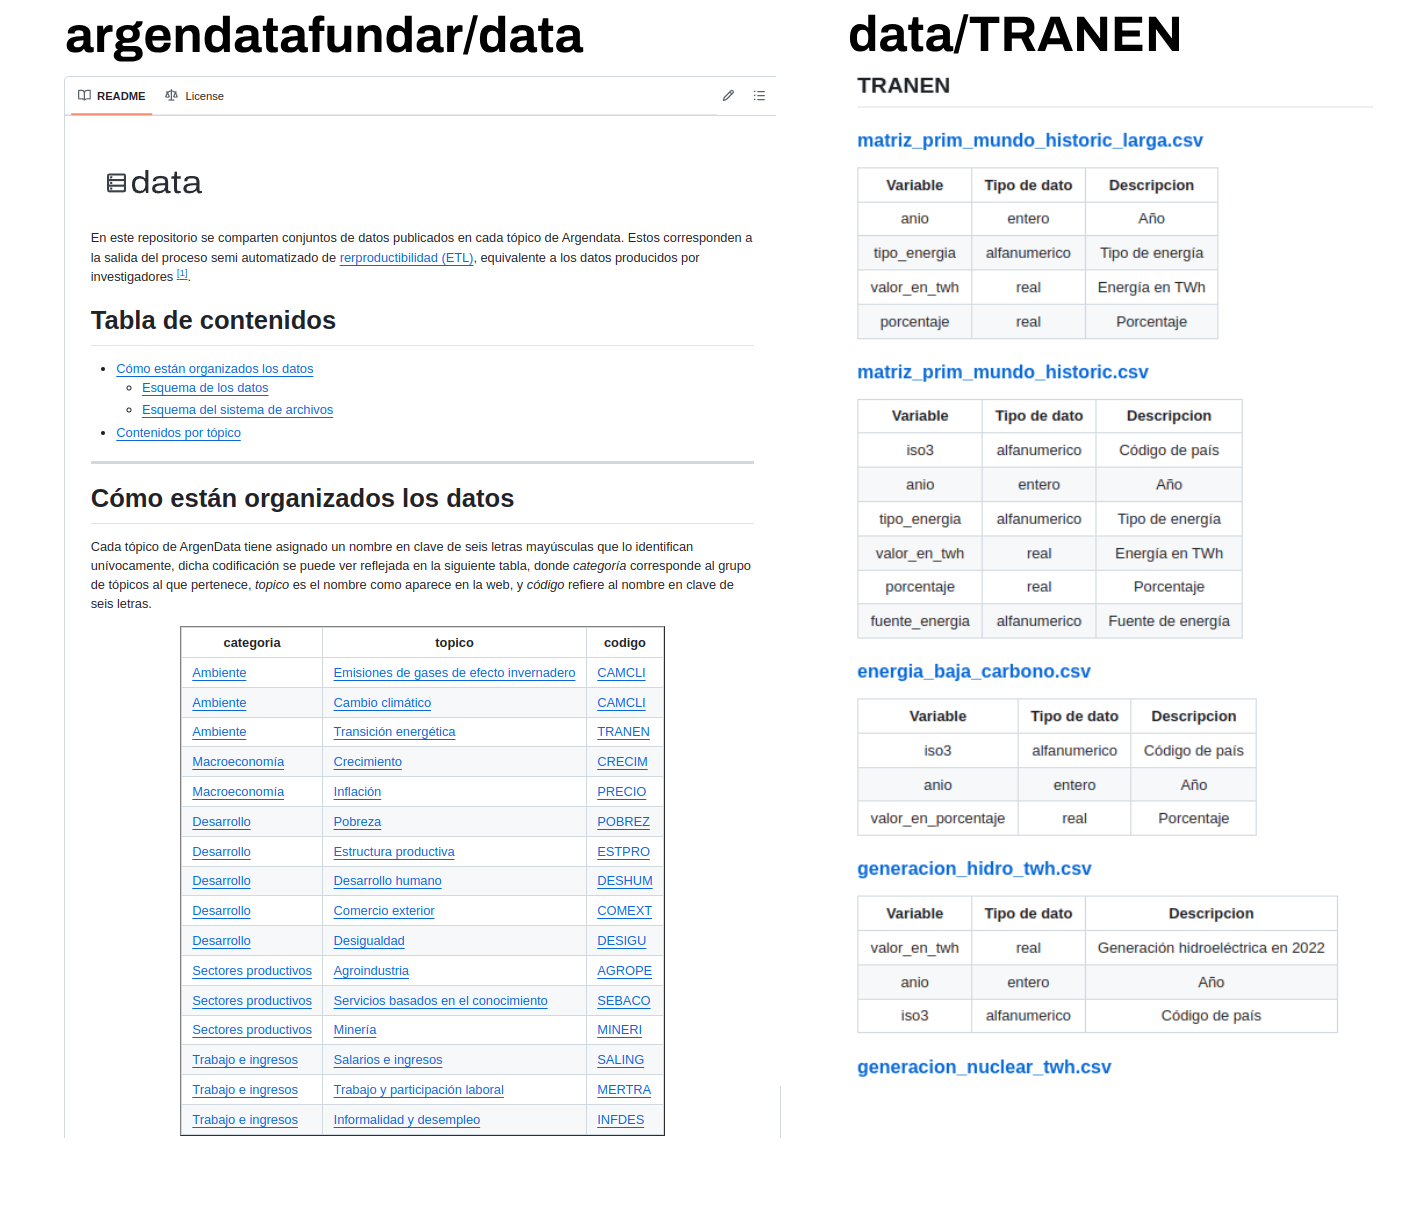 argendatafundar/data
README License
data
En este repositorio se comparten conjuntos de datos publicados en cada tópico de Argendata. Estos corresponden a
la salida del proceso semi automatizado de rerproductibilidad (ETL), equivalente a los datos producidos por
investigadores [1].
Tabla de contenidos
Cómo están organizados los datos
Esquema de los datos
Esquema del sistema de archivos
Contenidos por tópico
Cómo están organizados los datos
Cada tópico de ArgenData tiene asignado un nombre en clave de seis letras mayúsculas que lo identifican
unívocamente, dicha codificación se puede ver reflejada en la siguiente tabla, donde categoría corresponde al grupo
de tópicos al que pertenece, topico es el nombre como aparece en la web, y código refiere al nombre en clave de
seis letras.
categoria topico codigo
Ambiente Emisiones de gases de efecto invernadero CAMCLI
Ambiente Cambio climático CAMCLI
Ambiente Transición energética TRANEN
Macroeconomía Crecimiento CRECIM
Macroeconomía Inflación PRECIO
Desarrollo Pobreza POBREZ
Desarrollo Estructura productiva ESTPRO
Desarrollo Desarrollo humano DESHUM
Desarrollo Comercio exterior COMEXT
Desarrollo Desigualdad DESIGU
Sectores productivos Agroindustria AGROPE
Sectores productivos Servicios basados en el conocimiento SEBACO
Sectores productivos Minería MINERI
Trabajo e ingresos Salarios e ingresos SALING
Trabajo e ingresos Trabajo y participación laboral MERTRA
Trabajo e ingresos Informalidad y desempleo INFDES
data/TRANEN
TRANEN
matriz_prim_mundo_historic_larga.csv
Variable Tipo de dato Descripcion
anio entero Año
tipo_energia alfanumerico Tipo de energía
valor_en_twh real Energía en TWh
porcentaje real Porcentaje
matriz_prim_mundo_historic.csv
Variable Tipo de dato Descripcion
iso3 alfanumerico Código de país
anio entero Año
tipo_energia alfanumerico Tipo de energía
valor_en_twh real Energía en TWh
porcentaje real Porcentaje
fuente_energia alfanumerico Fuente de energía
energia_baja_carbono.csv
Variable Tipo de dato Descripcion
iso3 alfanumerico Código de país
anio entero Año
valor_en_porcentaje real Porcentaje
generacion_hidro_twh.csv
Variable Tipo de dato Descripcion
valor_en_twh real Generación hidroeléctrica en 2022
anio entero Año
iso3 alfanumerico Código de país
generacion_nuclear_twh.csv